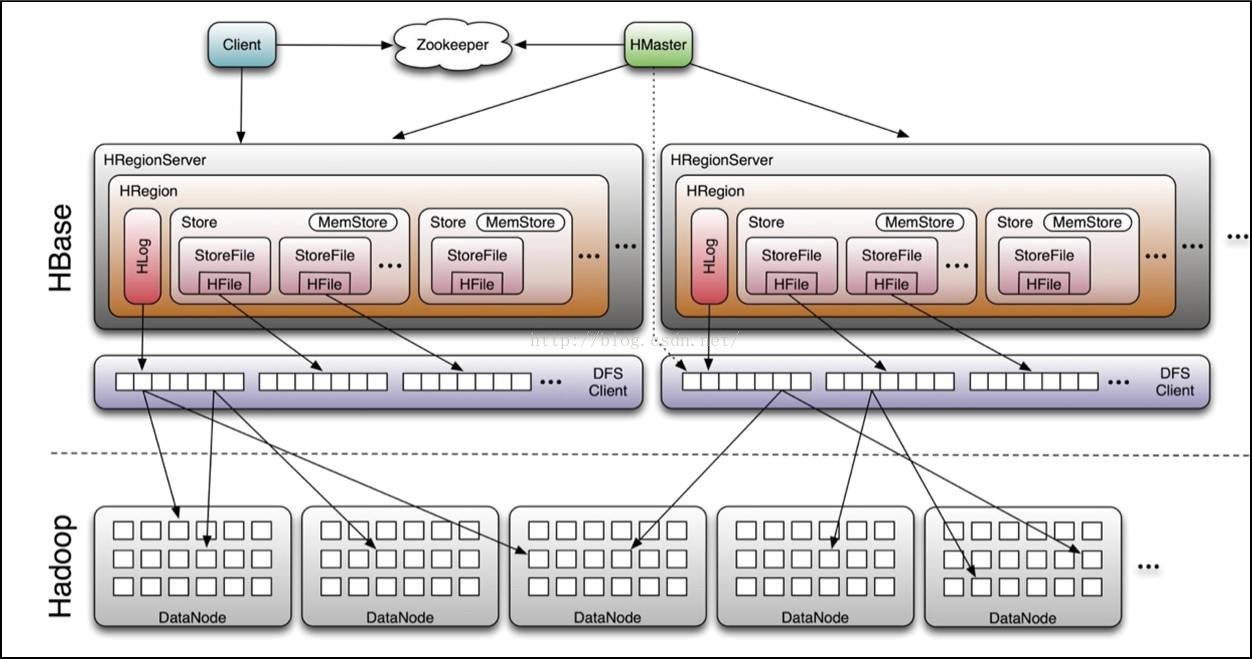 Client
Zookeeper
HMaster
HBase
HRegionServer
HRegion
HLog
Store
MemStore
StoreFile
HFile
StoreFile
HFile
...
Store
MemStore
StoreFile
HFile
...
...
HRegionServer
HRegion
HLog
Store
MemStore
StoreFile
HFile
StoreFile
HFile
...
Store
MemStore
StoreFile
HFile
...
...
...
http://blog.csdn.net/
...
DFS
Client
...
DFS
Client
Hadoop
DataNode
DataNode
DataNode
DataNode
DataNode
...